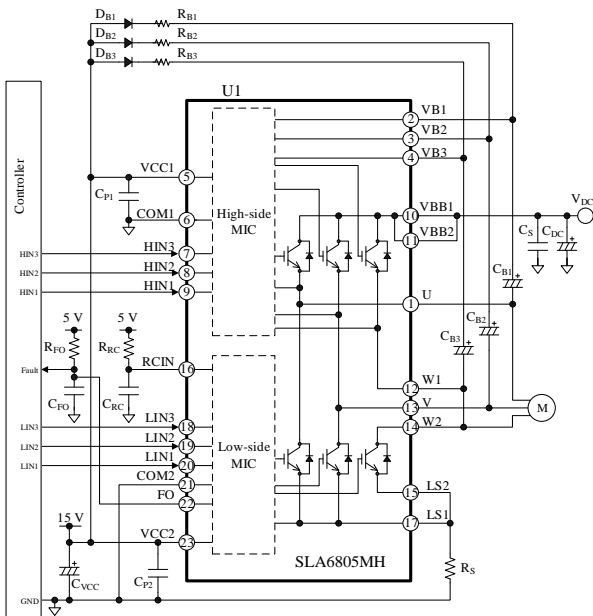 DB1 RB1
DB2 RB2
DB3 RB3
U1
Controller
2 VB1
3 VB2
4 VB3
VCC1 5
CP1
COM1 6
High-side
MIC
10 VBB1
11 VBB2
VDC
CS CDC
HIN3 HIN3 7
HIN2 HIN2 8
HIN1 HIN1 9
CB1
1 U
CB2
CB3
5 V 5 V
RFO RRC
Fault
RCIN 16
CFO CRC
12 W1
13 V
14 W2
M
LIN3 LIN3 18
LIN2 LIN2 19
LIN1 LIN1 20
Low-side
MIC
COM2 21
FO 22
15 LS2
17 LS1
15 V
VCC2 23
CVCC
CP2
SLA6805MH
RS
GND